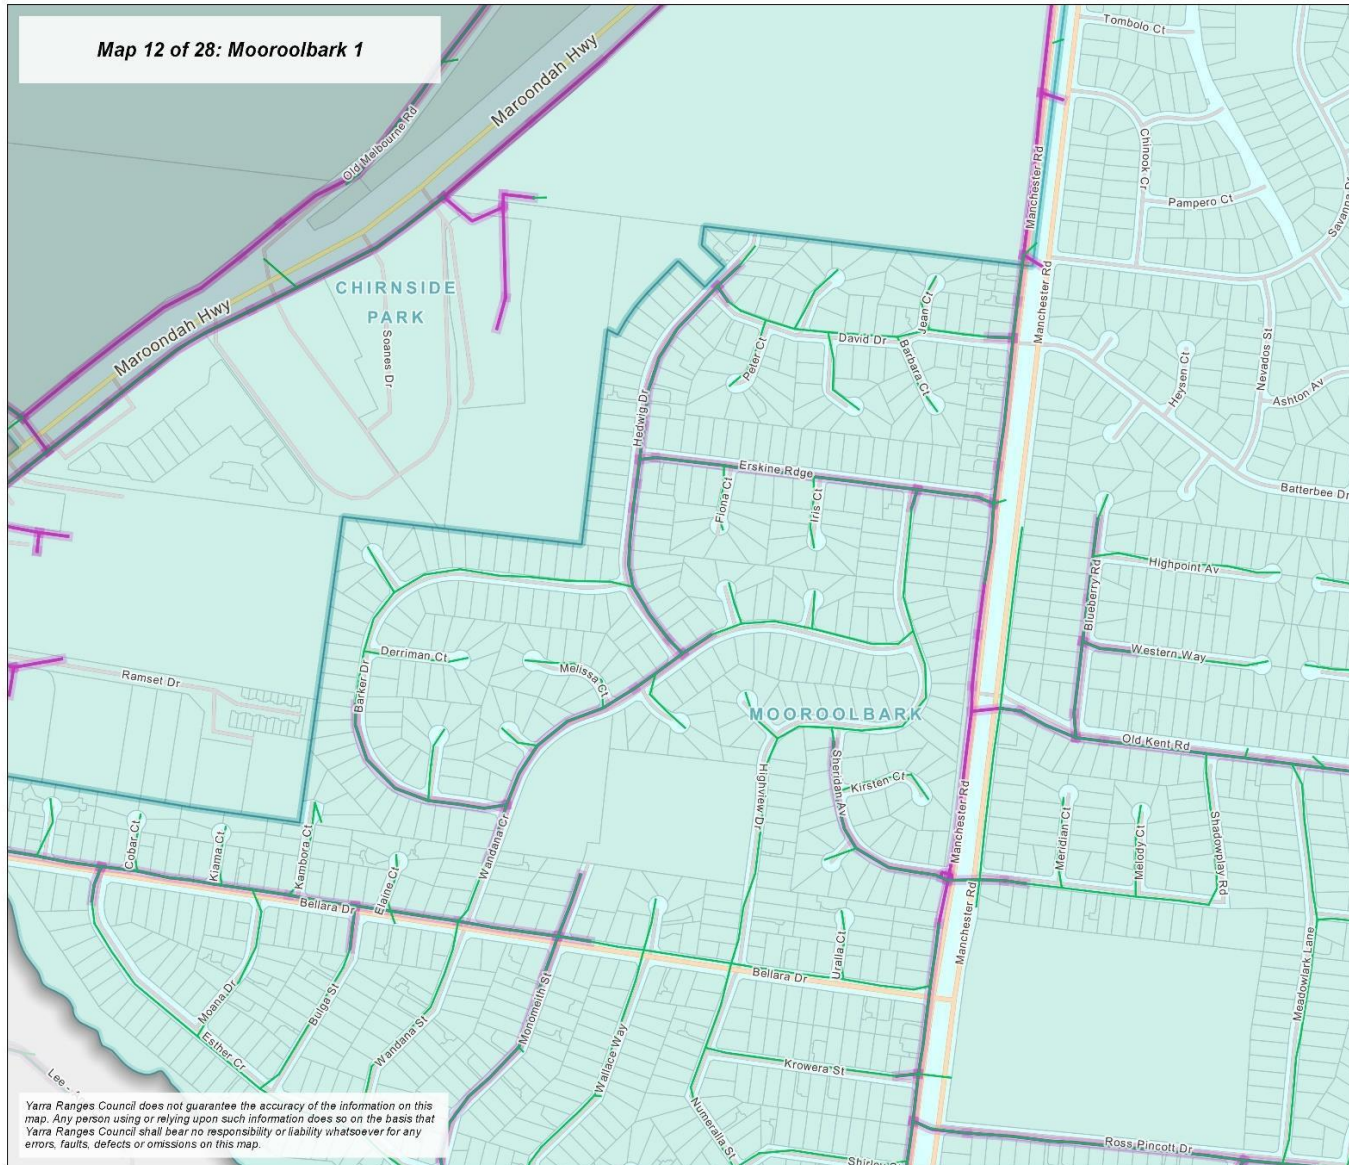 Map 12 of 28: Mooroolbark 1
Maroondah Hwy
Old Melbourne Rd
Tombolo Ct
Manchester Rd
Chinook Cr
Pampero Ct
CHIRNSIDE
PARK
Maroondah Hwy
Soanes Dr
Manchester Rd
Jean Ct
David Dr
Peter Ct
Barbara Ct
Heysen Ct
Nevados St
Ashton Av
Hedwig Dr
Erskine Rdge
Fiona Ct
Iris Ct
Batterbee Dr
Highpoint Av
Blueberry Rd
Western Way
Derriman Ct
Melissa Ct
Barker Dr
Ramset Dr
MOOROOLBARK
Old Kent Rd
Sheridan Av
Highview Dr
Kirsten Ct
Manchester Rd
Meridian Ct
Melody Ct
Shadowplay Rd
Cobar Ct
Kiama Ct
Kambora Ct
Elaine Ct
Wandana Cr
Bellara Dr
Manchester Rd
Uralla Ct
Bellara Dr
Meadowlark Lane
Moana Dr
Bulga St
Monomeith St
Esther Cr
Wandana St
Wallace Way
Krowera St
Numeralla St
Ross Pincott Dr
Yarra Ranges Council does not guarantee the accuracy of the information on this
map. Any person using or relying upon such information does so on the basis that
Yarra Ranges Council shall bear no responsibility or liability whatsoever for any
errors, faults, defects or omissions on this map.